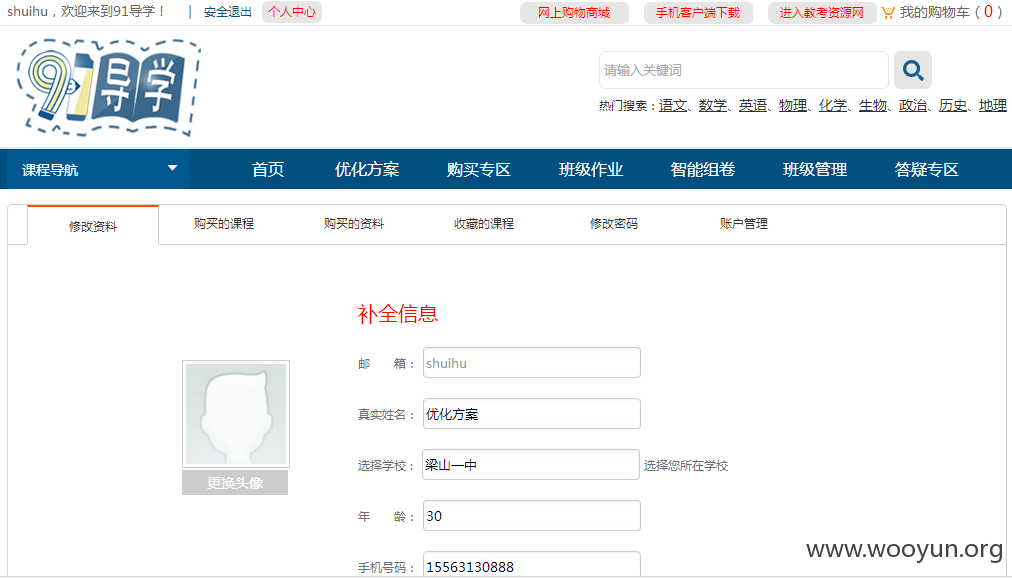 shuihu，欢迎来到91导学！ | 安全退出 个人中心 网上购物商城 手机客户端下载 进入教考资源网 我的购物车 ( 0 )
91导学
请输入关键词
热门搜索：语文、数学、英语、物理、化学、生物、政治、历史、地理
课程导航 首页 优化方案 购买专区 班级作业 智能组卷 班级管理 答疑专区
修改资料 购买的课程 购买的资料 收藏的课程 修改密码 账户管理
补全信息
邮 箱： shuihu
真实姓名： 优化方案
选择学校： 梁山一中 选择您所在学校
更换头像
年 龄： 30
手机号码： 15563130888
www.wooyun.org